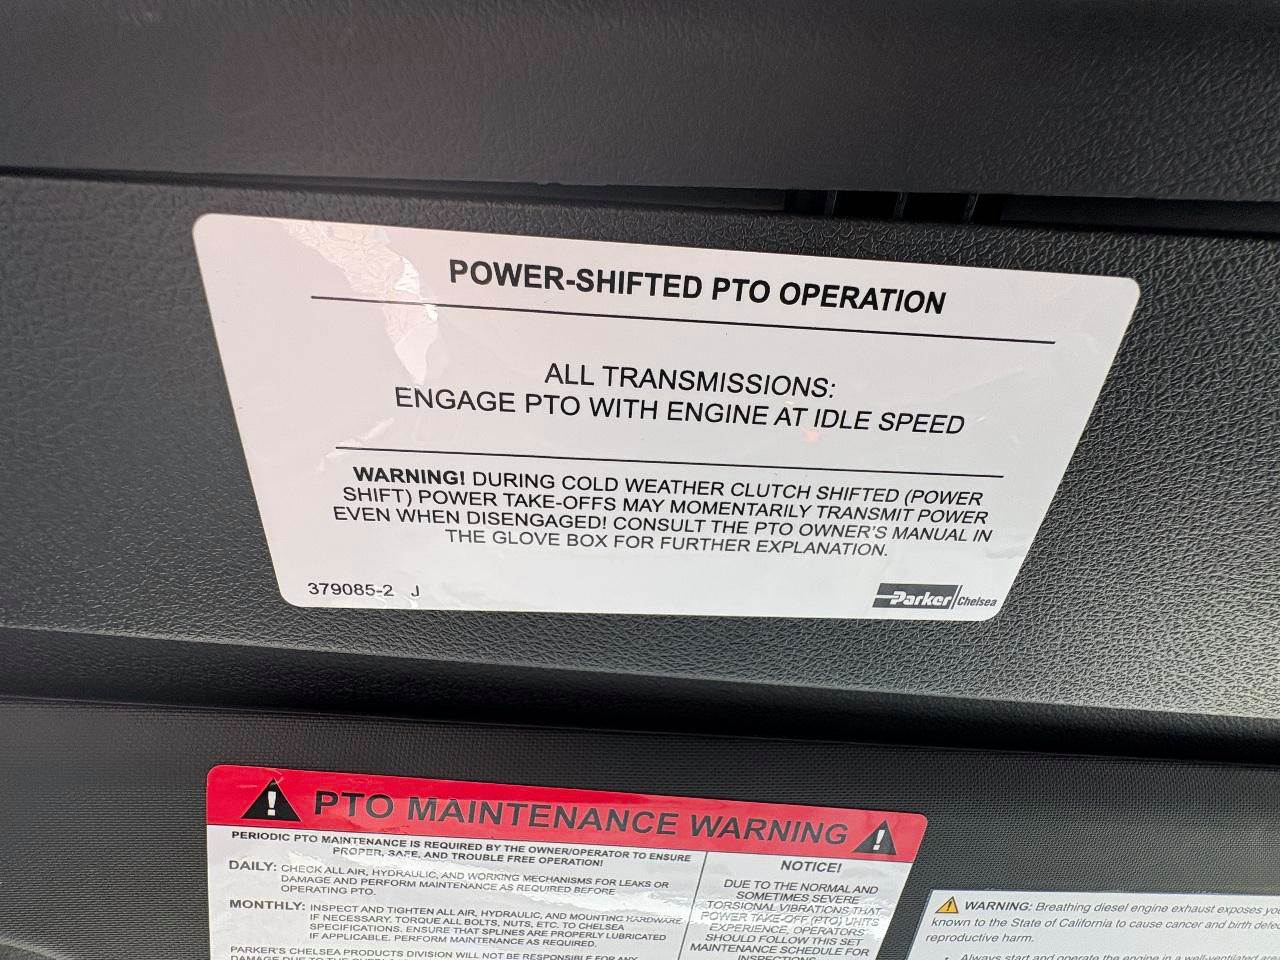 POWER-SHIFTED PTO OPERATION
ALL TRANSMISSIONS:
ENGAGE PTO WITH ENGINE AT IDLE SPEED
WARNING! DURING COLD WEATHER CLUTCH SHIFTED (POWER
SHIFT) POWER TAKE-OFFS MAY MOMENTARILY TRANSMIT POWER
EVEN WHEN DISENGAGED! CONSULT THE PTO OWNER'S MANUAL IN
THE GLOVE BOX FOR FURTHER EXPLANATION.
379085-2 J
Parker Chelsea
PTO MAINTENANCE WARNING
PERIODIC PTO MAINTENANCE IS REQUIRED BY THE OWNER/OPERATOR TO ENSURE
PROPER, SAFE, AND TROUBLE FREE OPERATION!
DAILY: CHECK ALL AIR, HYDRAULIC, AND WORKING MECHANISMS FOR LEAKS OR
DAMAGE AND PERFORM MAINTENANCE AS REQUIRED BEFORE
OPERATING PTO.
MONTHLY: INSPECT AND TIGHTEN ALL AIR, HYDRAULIC, AND MOUNTING HARDWARE
IF NECESSARY. TORQUE ALL BOLTS, NUTS, ETC. TO CHELSEA
SPECIFICATIONS. ENSURE THAT SPLINES ARE PROPERLY LUBRICATED
IF APPLICABLE. PERFORM MAINTENANCE AS REQUIRED.
PARKER'S CHELSEA PRODUCTS DIVISION WILL NOT BE RESPONSIBLE FOR ANY
NOTICE!
DUE TO THE NORMAL AND
SOMETIMES SEVERE
TORSIONAL VIBRATIONS THAT
POWER TAKE-OFF (PTO) UNITS
EXPERIENCE, OPERATORS
SHOULD FOLLOW THIS SET
MAINTENANCE SCHEDULE FOR
INSPECTIONS
WARNING: Breathing diesel engine exhaust exposes
known to the State of California to cause cancer and birth
reproductive harm.
• Always start and operate the engine in a well-ventilated